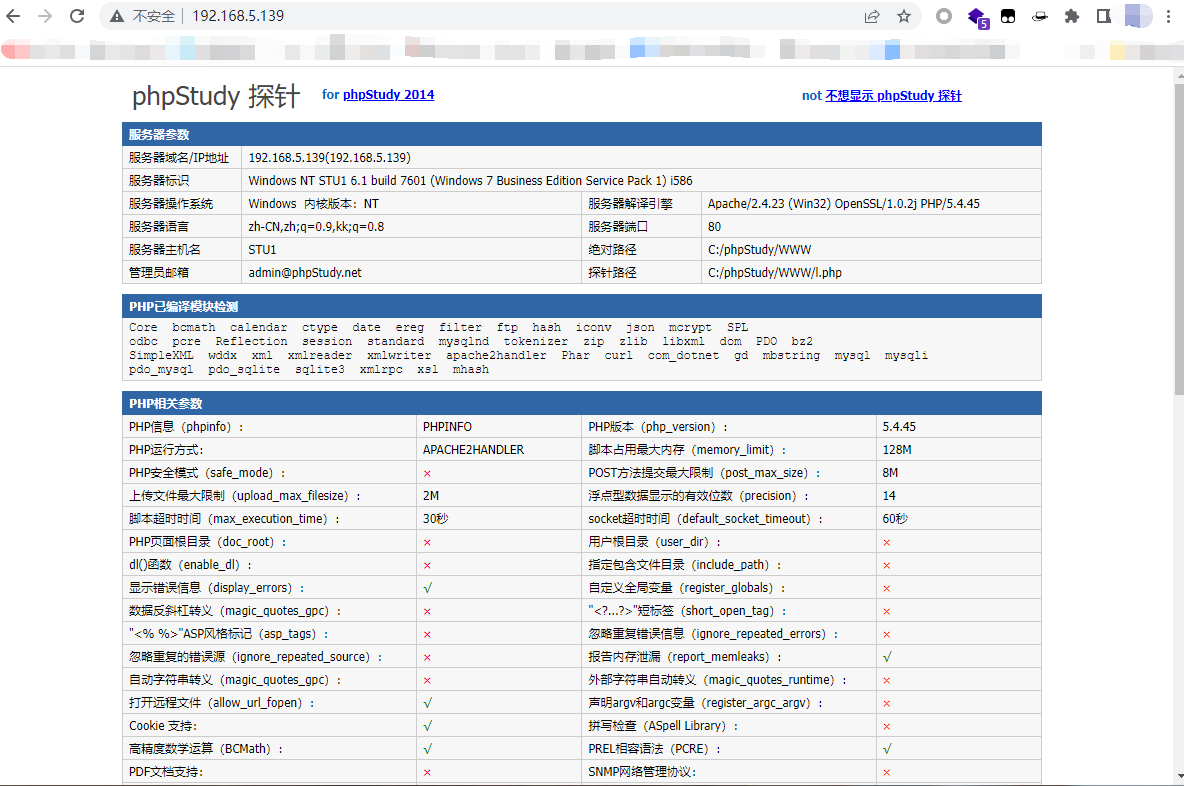 不安全 192.168.5.139
5
phpStudy 探针 for phpStudy 2014 not 不想显示 phpStudy 探针
服务器参数
服务器域名/IP地址 192.168.5.139(192.168.5.139)
服务器标识 Windows NT STU1 6.1 build 7601 (Windows 7 Business Edition Service Pack 1) i586
服务器操作系统 Windows 内核版本：NT 服务器解译引擎 Apache/2.4.23 (Win32) OpenSSL/1.0.2j PHP/5.4.45
服务器语言 zh-CN,zh;q=0.9,kk;q=0.8 服务器端口 80
服务器主机名 STU1 绝对路径 C:/phpStudy/WWW
管理员邮箱 admin@phpStudy.net 探针路径 C:/phpStudy/WWW/l.php
PHP已编译模块检测
Core bcmath calendar ctype date ereg filter ftp hash iconv json mcrypt SPL
odbc pcre Reflection session standard mysqlnd tokenizer zip zlib libxml dom PDO bz2
SimpleXML wddx xml xmlreader xmlwriter apache2handler Phar curl com_dotnet gd mbstring mysql mysqli
pdo_mysql pdo_sqlite sqlite3 xmlrpc xsl mhash
PHP相关参数
PHP信息（phpinfo）： PHPINFO PHP版本（php_version）： 5.4.45
PHP运行方式： APACHE2HANDLER 脚本占用最大内存（memory_limit）： 128M
PHP安全模式（safe_mode）： × POST方法提交最大限制（post_max_size）： 8M
上传文件最大限制（upload_max_filesize）： 2M 浮点型数据显示的有效位数（precision）： 14
脚本超时时间（max_execution_time）： 30秒 socket超时时间（default_socket_timeout）： 60秒
PHP页面根目录（doc_root）： × 用户根目录（user_dir）： ×
dl()函数（enable_dl）： × 指定包含文件目录（include_path）： ×
显示错误信息（display_errors）： √ 自定义全局变量（register_globals）： ×
数据反斜杠转义（magic_quotes_gpc）： × "<?...?>"短标签（short_open_tag）： ×
"<% %>"ASP风格标记（asp_tags）： × 忽略重复错误信息（ignore_repeated_errors）： ×
忽略重复的错误源（ignore_repeated_source）： × 报告内存泄漏（report_memleaks）： √
自动字符串转义（magic_quotes_gpc）： × 外部字符串自动转义（magic_quotes_runtime）： ×
打开远程文件（allow_url_fopen）： √ 声明argv和argc变量（register_argc_argv）： ×
Cookie 支持： √ 拼写检查（ASpell Library）： ×
高精度数学运算（BCMath）： √ PREL相容语法（PCRE）： √
PDF文档支持： × SNMP网络管理协议： ×